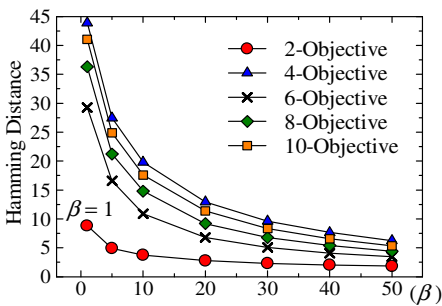 45
40
35
30
25
20
15
10
5
0
Hamming Distance
2-Objective
4-Objective
6-Objective
8-Objective
10-Objective
β = 1
0 10 20 30 40 50 (β)